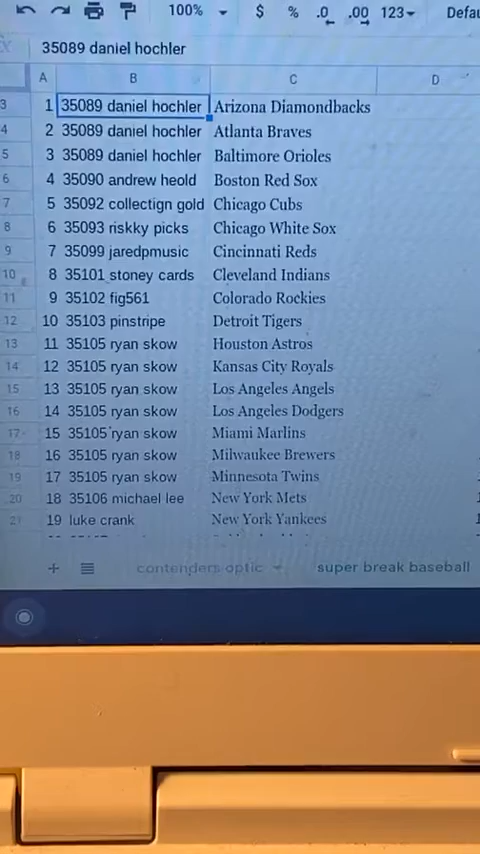 100% $ % .0 .00 123 Defau
35089 daniel hochler
A B C D
3 1 35089 daniel hochler Arizona Diamondbacks
4 2 35089 daniel hochler Atlanta Braves
5 3 35089 daniel hochler Baltimore Orioles
6 4 35090 andrew heold Boston Red Sox
7 5 35092 collectign gold Chicago Cubs
8 6 35093 riskky picks Chicago White Sox
9 7 35099 jaredpmusic Cincinnati Reds
10 8 35101 stoney cards Cleveland Indians
11 9 35102 fig561 Colorado Rockies
12 10 35103 pinstripe Detroit Tigers
13 11 35105 ryan skow Houston Astros
14 12 35105 ryan skow Kansas City Royals
15 13 35105 ryan skow Los Angeles Angels
16 14 35105 ryan skow Los Angeles Dodgers
17 15 35105 ryan skow Miami Marlins
18 16 35105 ryan skow Milwaukee Brewers
19 17 35105 ryan skow Minnesota Twins
20 18 35106 michael lee New York Mets
21 19 luke crank New York Yankees
+ contenders optic super break baseball